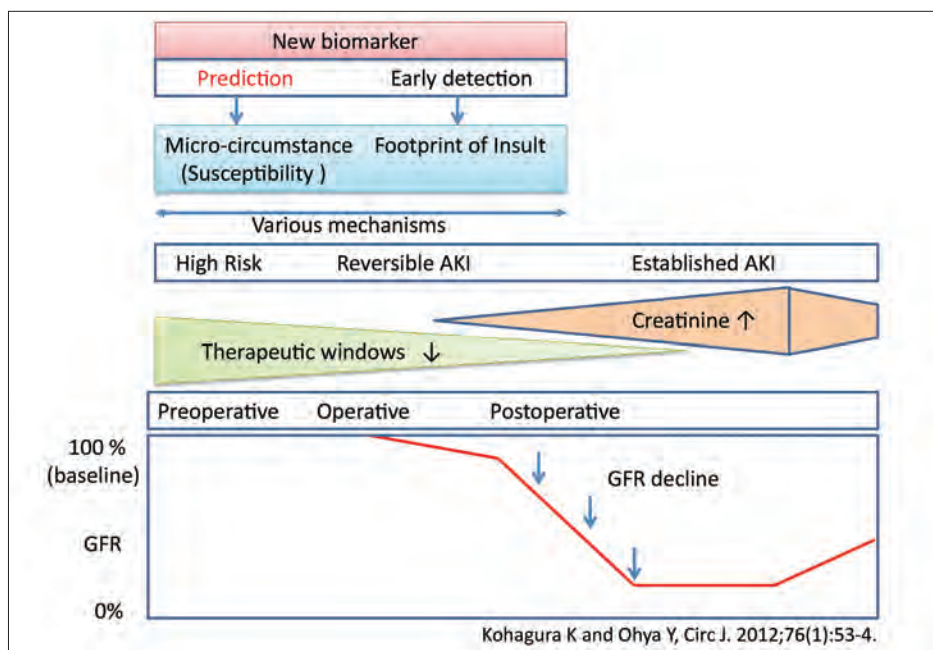 New biomarker
Prediction Early detection
Micro-circumstance Footprint of Insult
(Susceptibility )
Various mechanisms
High Risk Reversible AKI Established AKI
Creatinine ↑
Therapeutic windows ↓
Preoperative Operative Postoperative
100 %
(baseline)
GFR decline
GFR
0%
Kohagura K and Ohya Y, Circ J. 2012;76(1):53-4.